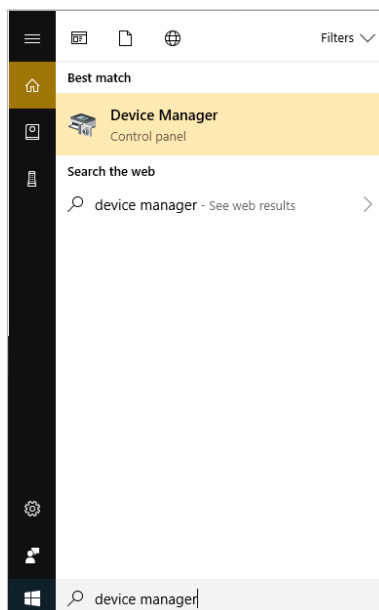 Filters
Best match
Device Manager
Control panel
Search the web
device manager - See web results
device manager